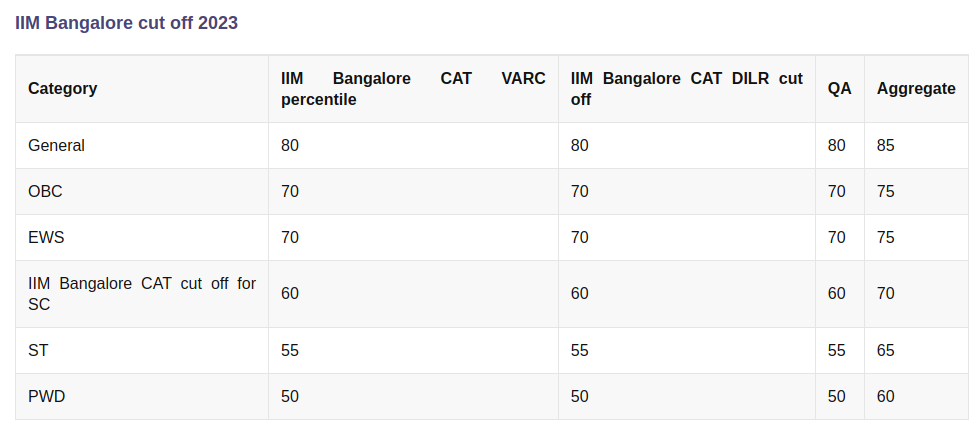 IIM Bangalore cut off 2023
Category IIM Bangalore CAT VARC percentile IIM Bangalore CAT DILR cut off QA Aggregate
General 80 80 80 85
OBC 70 70 70 75
EWS 70 70 70 75
IIM Bangalore CAT cut off for SC 60 60 60 70
ST 55 55 55 65
PWD 50 50 50 60